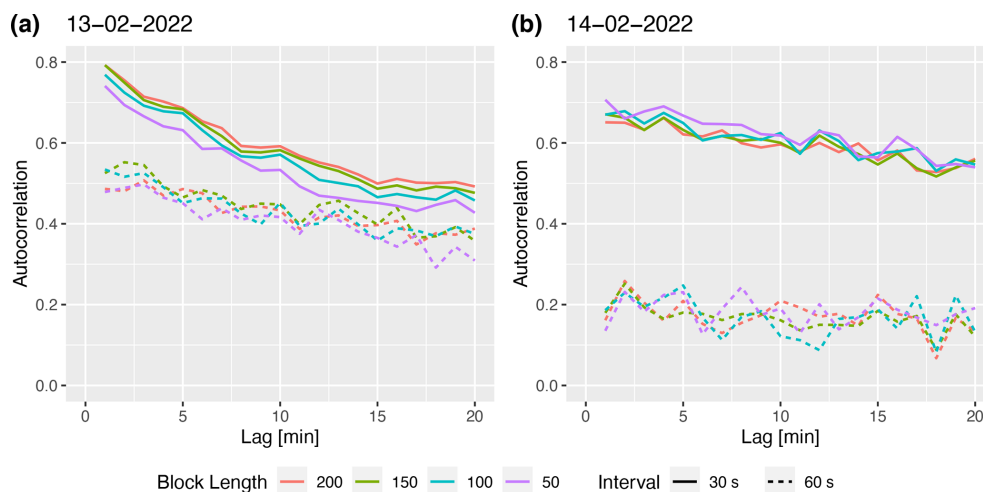 (a) 13−02−2022
(b) 14−02−2022
Autocorrelation
0.8
0.6
0.4
0.2
0.0
0 5 10 15 20
Lag [min]
Autocorrelation
0.8
0.6
0.4
0.2
0.0
0 5 10 15 20
Lag [min]
Block Length 200 150 100 50 Interval 30 s 60 s